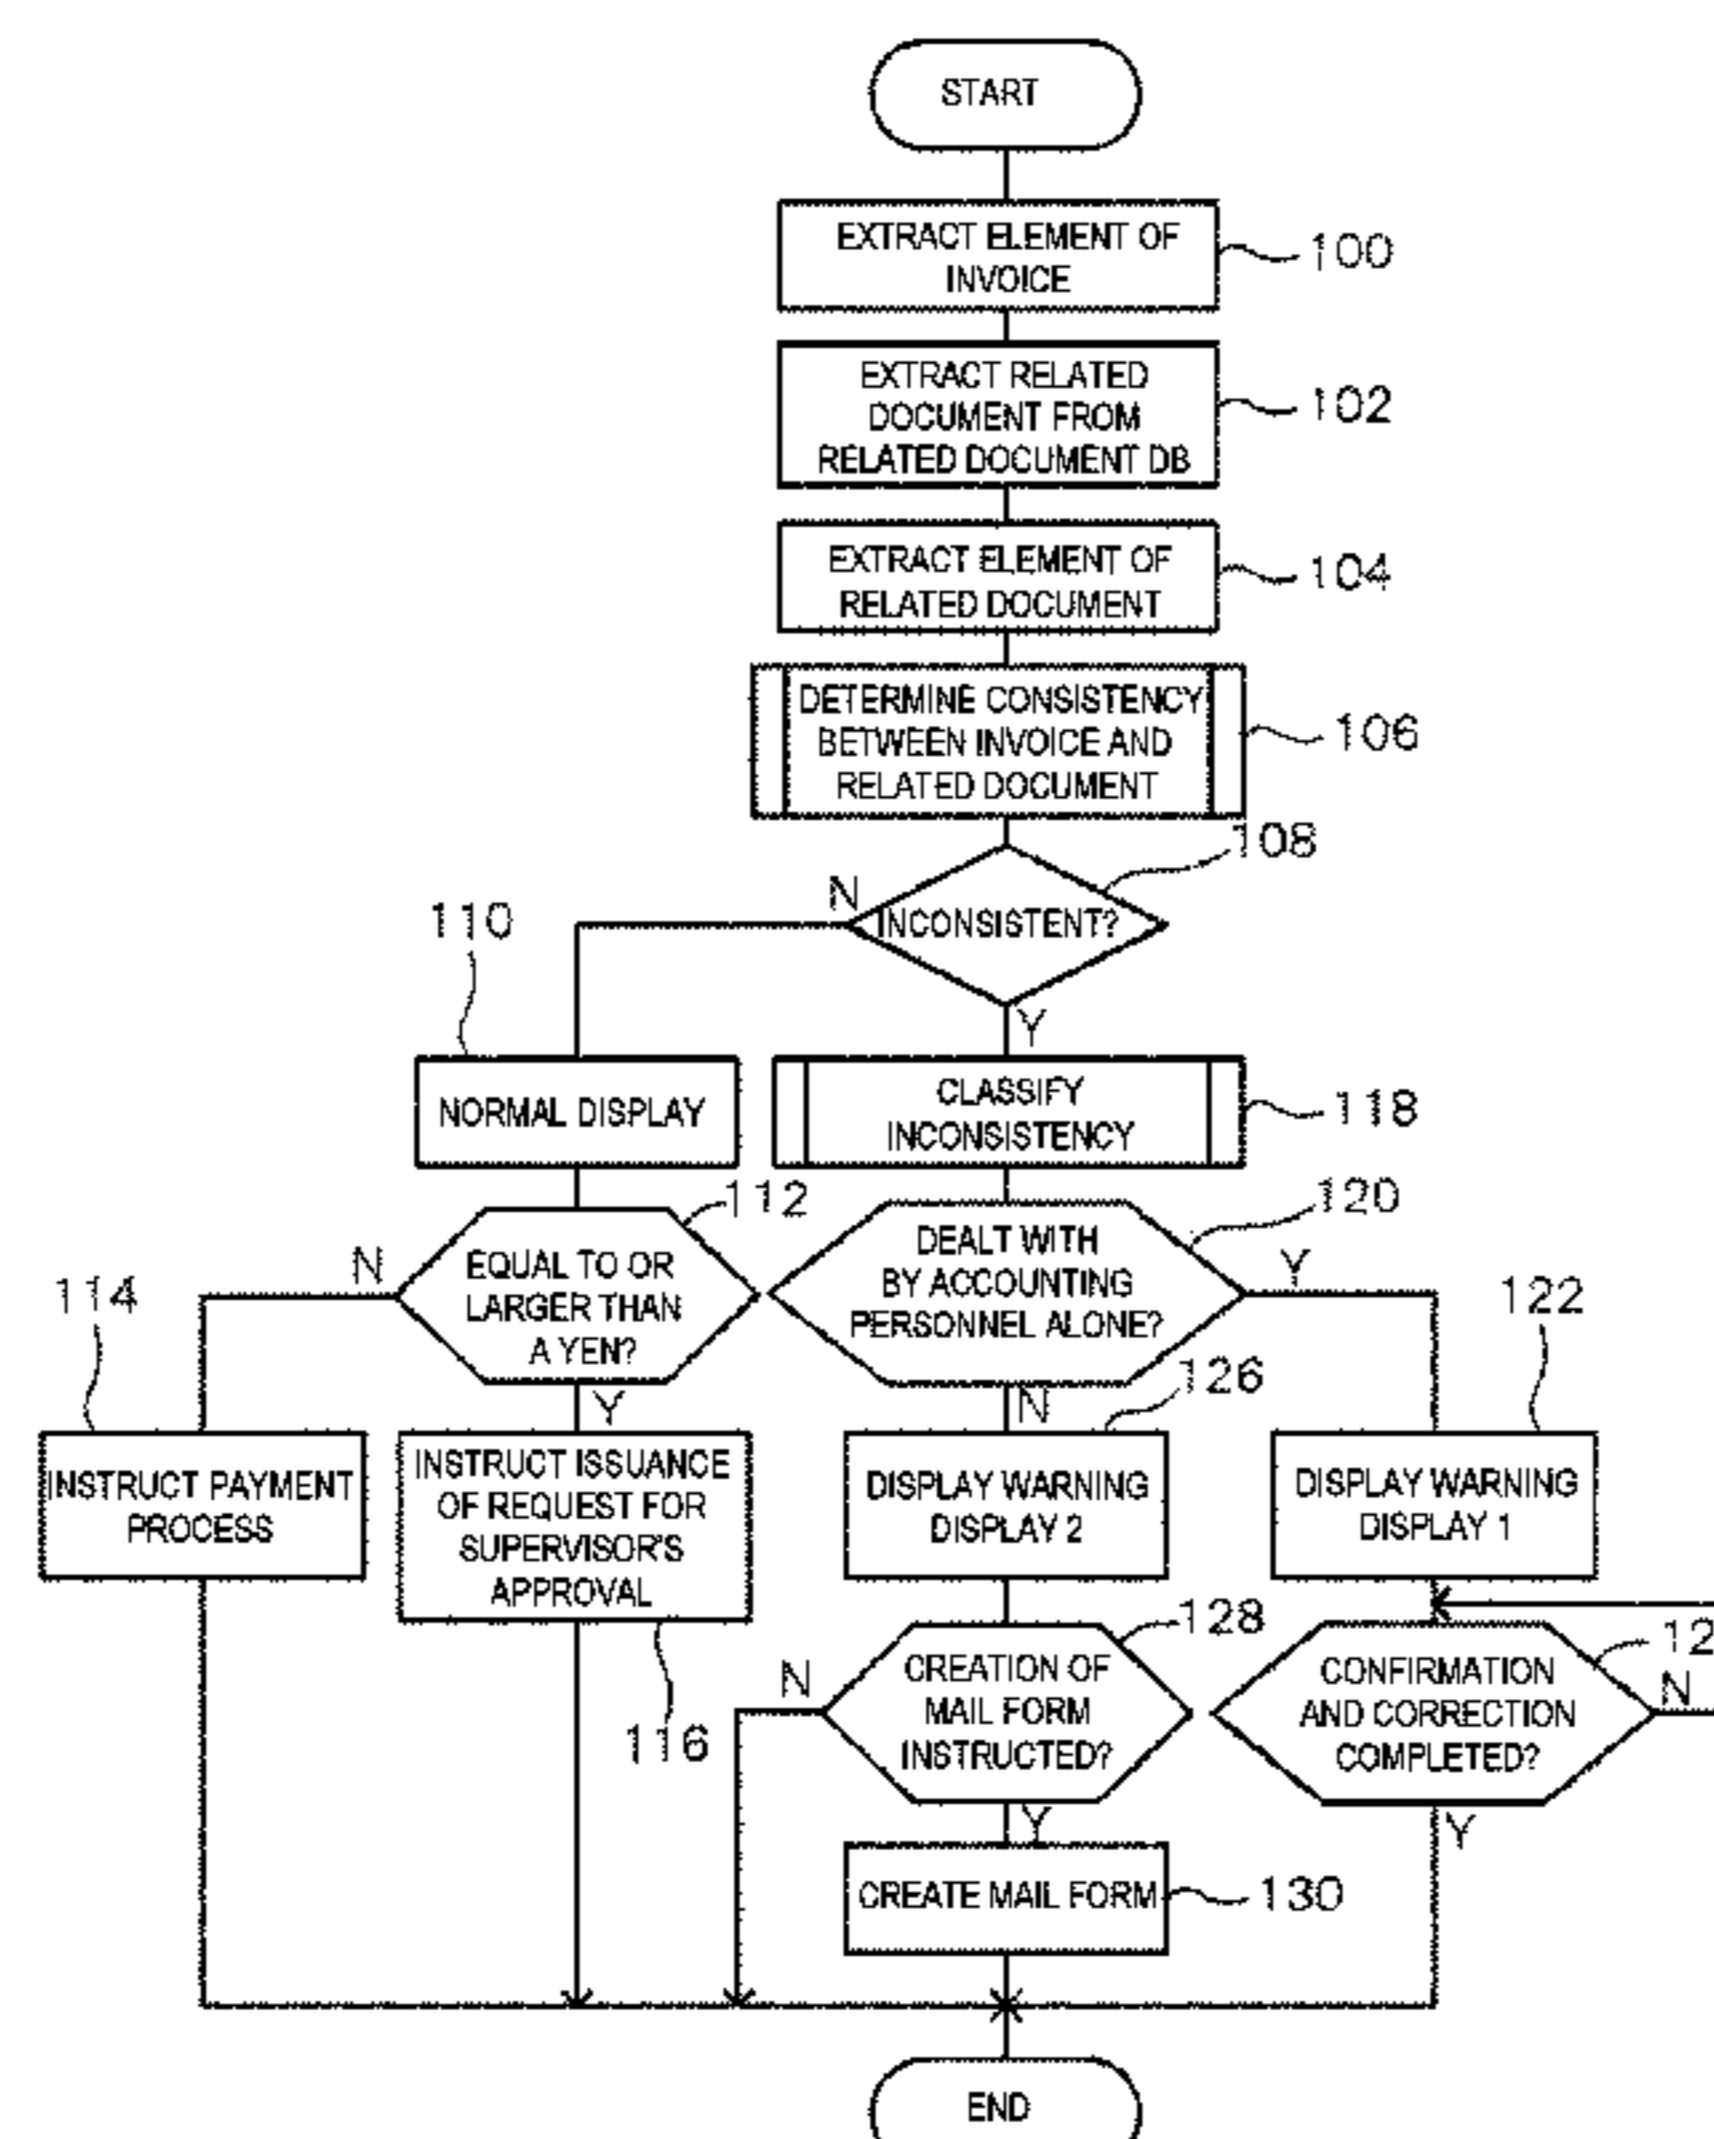 START
EXTRACT ELEMENT OF
INVOICE
100
EXTRACT RELATED
DOCUMENT FROM
RELATED DOCUMENT DB
102
EXTRACT ELEMENT OF
RELATED DOCUMENT
104
DETERMINE CONSISTENCY
BETWEEN INVOICE AND
RELATED DOCUMENT
106
108
INCONSISTENT?
N
Y
110
NORMAL DISPLAY
CLASSIFY
INCONSISTENCY
118
112
EQUAL TO OR
LARGER THAN
A YEN?
N
Y
120
DEALT WITH
BY ACCOUNTING
PERSONNEL ALONE?
Y
N
114
INSTRUCT PAYMENT
PROCESS
INSTRUCT ISSUANCE
OF REQUEST FOR
SUPERVISOR'S
APPROVAL
116
126
DISPLAY WARNING
DISPLAY 2
122
DISPLAY WARNING
DISPLAY 1
128
CREATION OF
MAIL FORM
INSTRUCTED?
N
Y
12
CONFIRMATION
AND CORRECTION
COMPLETED?
N
Y
CREATE MAIL FORM
130
END